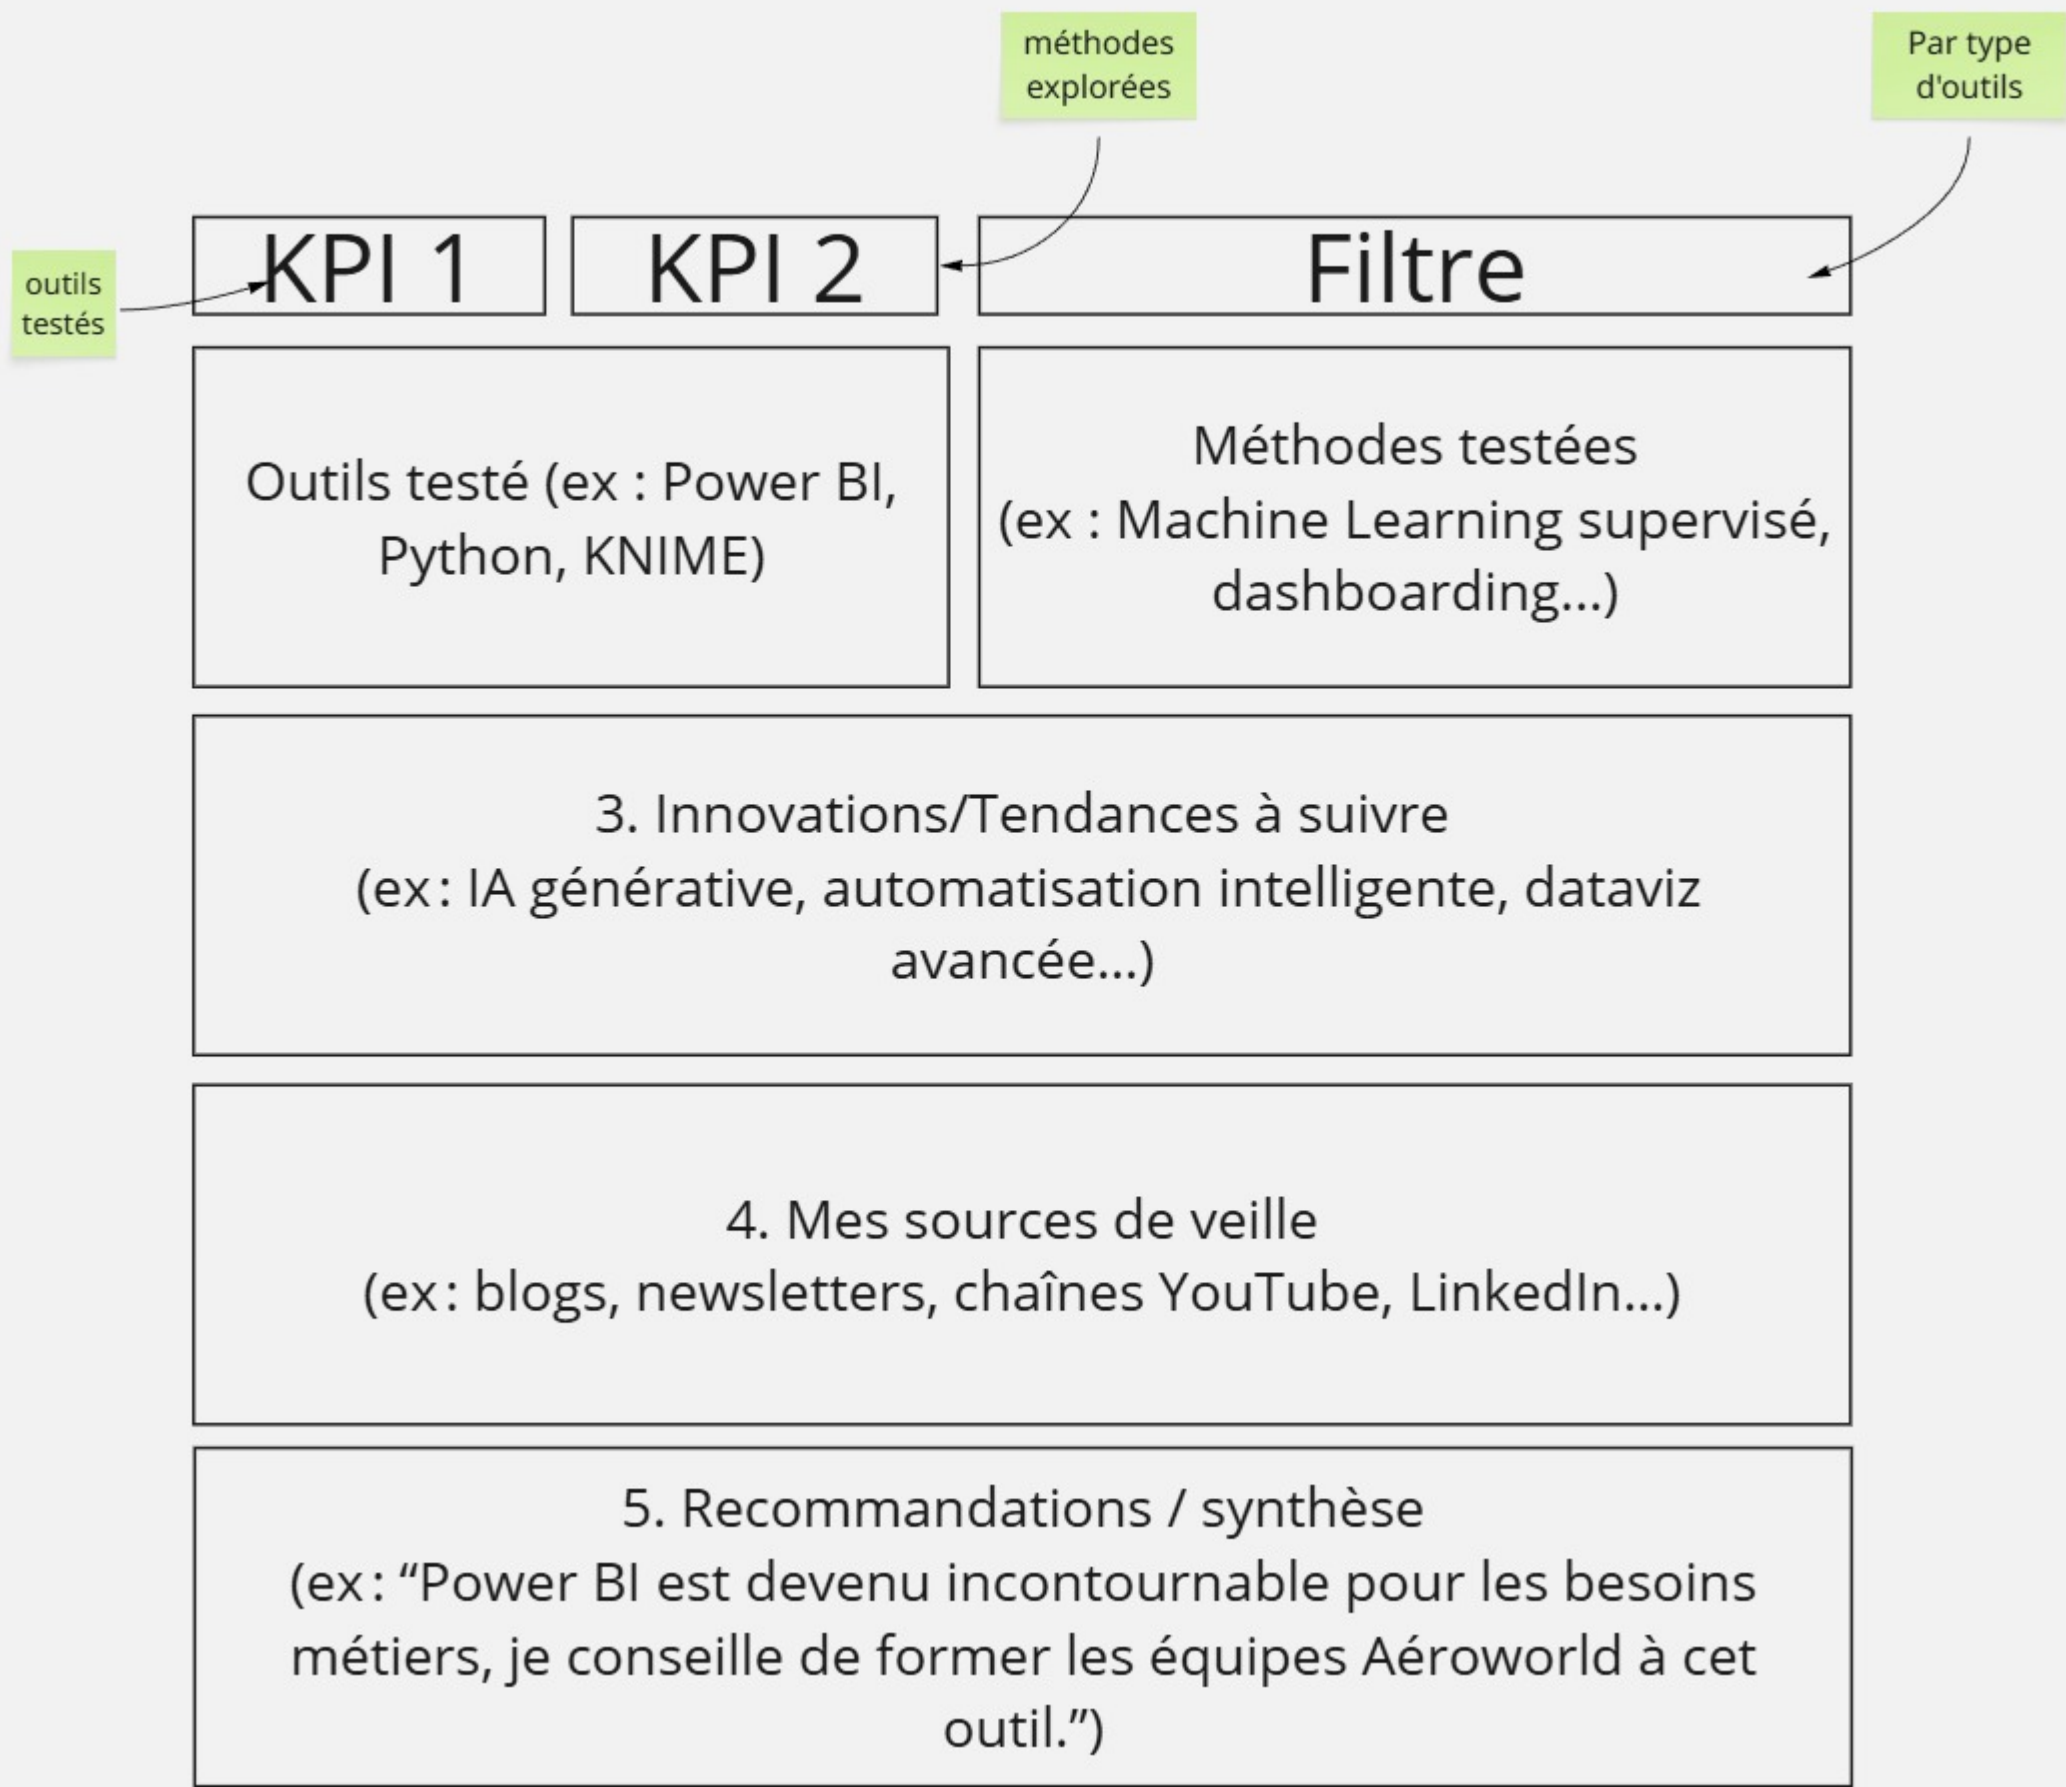 méthodes
explorées
Par type
d'outils
outils
testés
KPI 1
KPI 2
Filtre
Outils testé (ex : Power BI,
Python, KNIME)
Méthodes testées
(ex : Machine Learning supervisé,
dashboarding...)
3. Innovations/Tendances à suivre
(ex : IA générative, automatisation intelligente, dataviz
avancée...)
4. Mes sources de veille
(ex : blogs, newsletters, chaînes YouTube, LinkedIn...)
5. Recommandations / synthèse
(ex : “Power BI est devenu incontournable pour les besoins
métiers, je conseille de former les équipes Aéroworld à cet
outil.”)